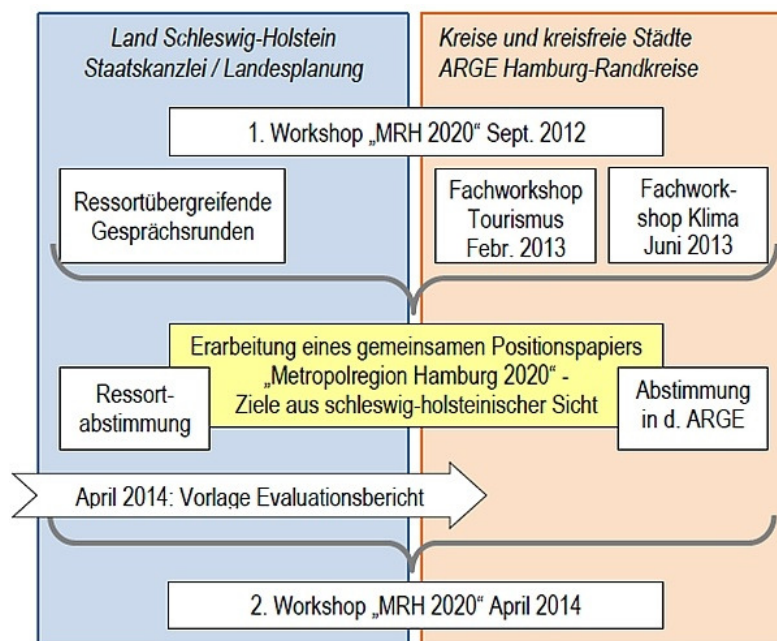 Land Schleswig-Holstein
Staatskanzlei / Landesplanung
Kreise und kreisfreie Städte
ARGE Hamburg-Randkreise
1. Workshop „MRH 2020“ Sept. 2012
Ressortübergreifende
Gesprächsrunden
Fachworkshop
Tourismus
Febr. 2013
Fachwork-
shop Klima
Juni 2013
Erarbeitung eines gemeinsamen Positionspapiers
„Metropolregion Hamburg 2020“ -
Ziele aus schleswig-holsteinischer Sicht
Ressort-
abstimmung
Abstimmung
in d. ARGE
April 2014: Vorlage Evaluationsbericht
2. Workshop „MRH 2020“ April 2014